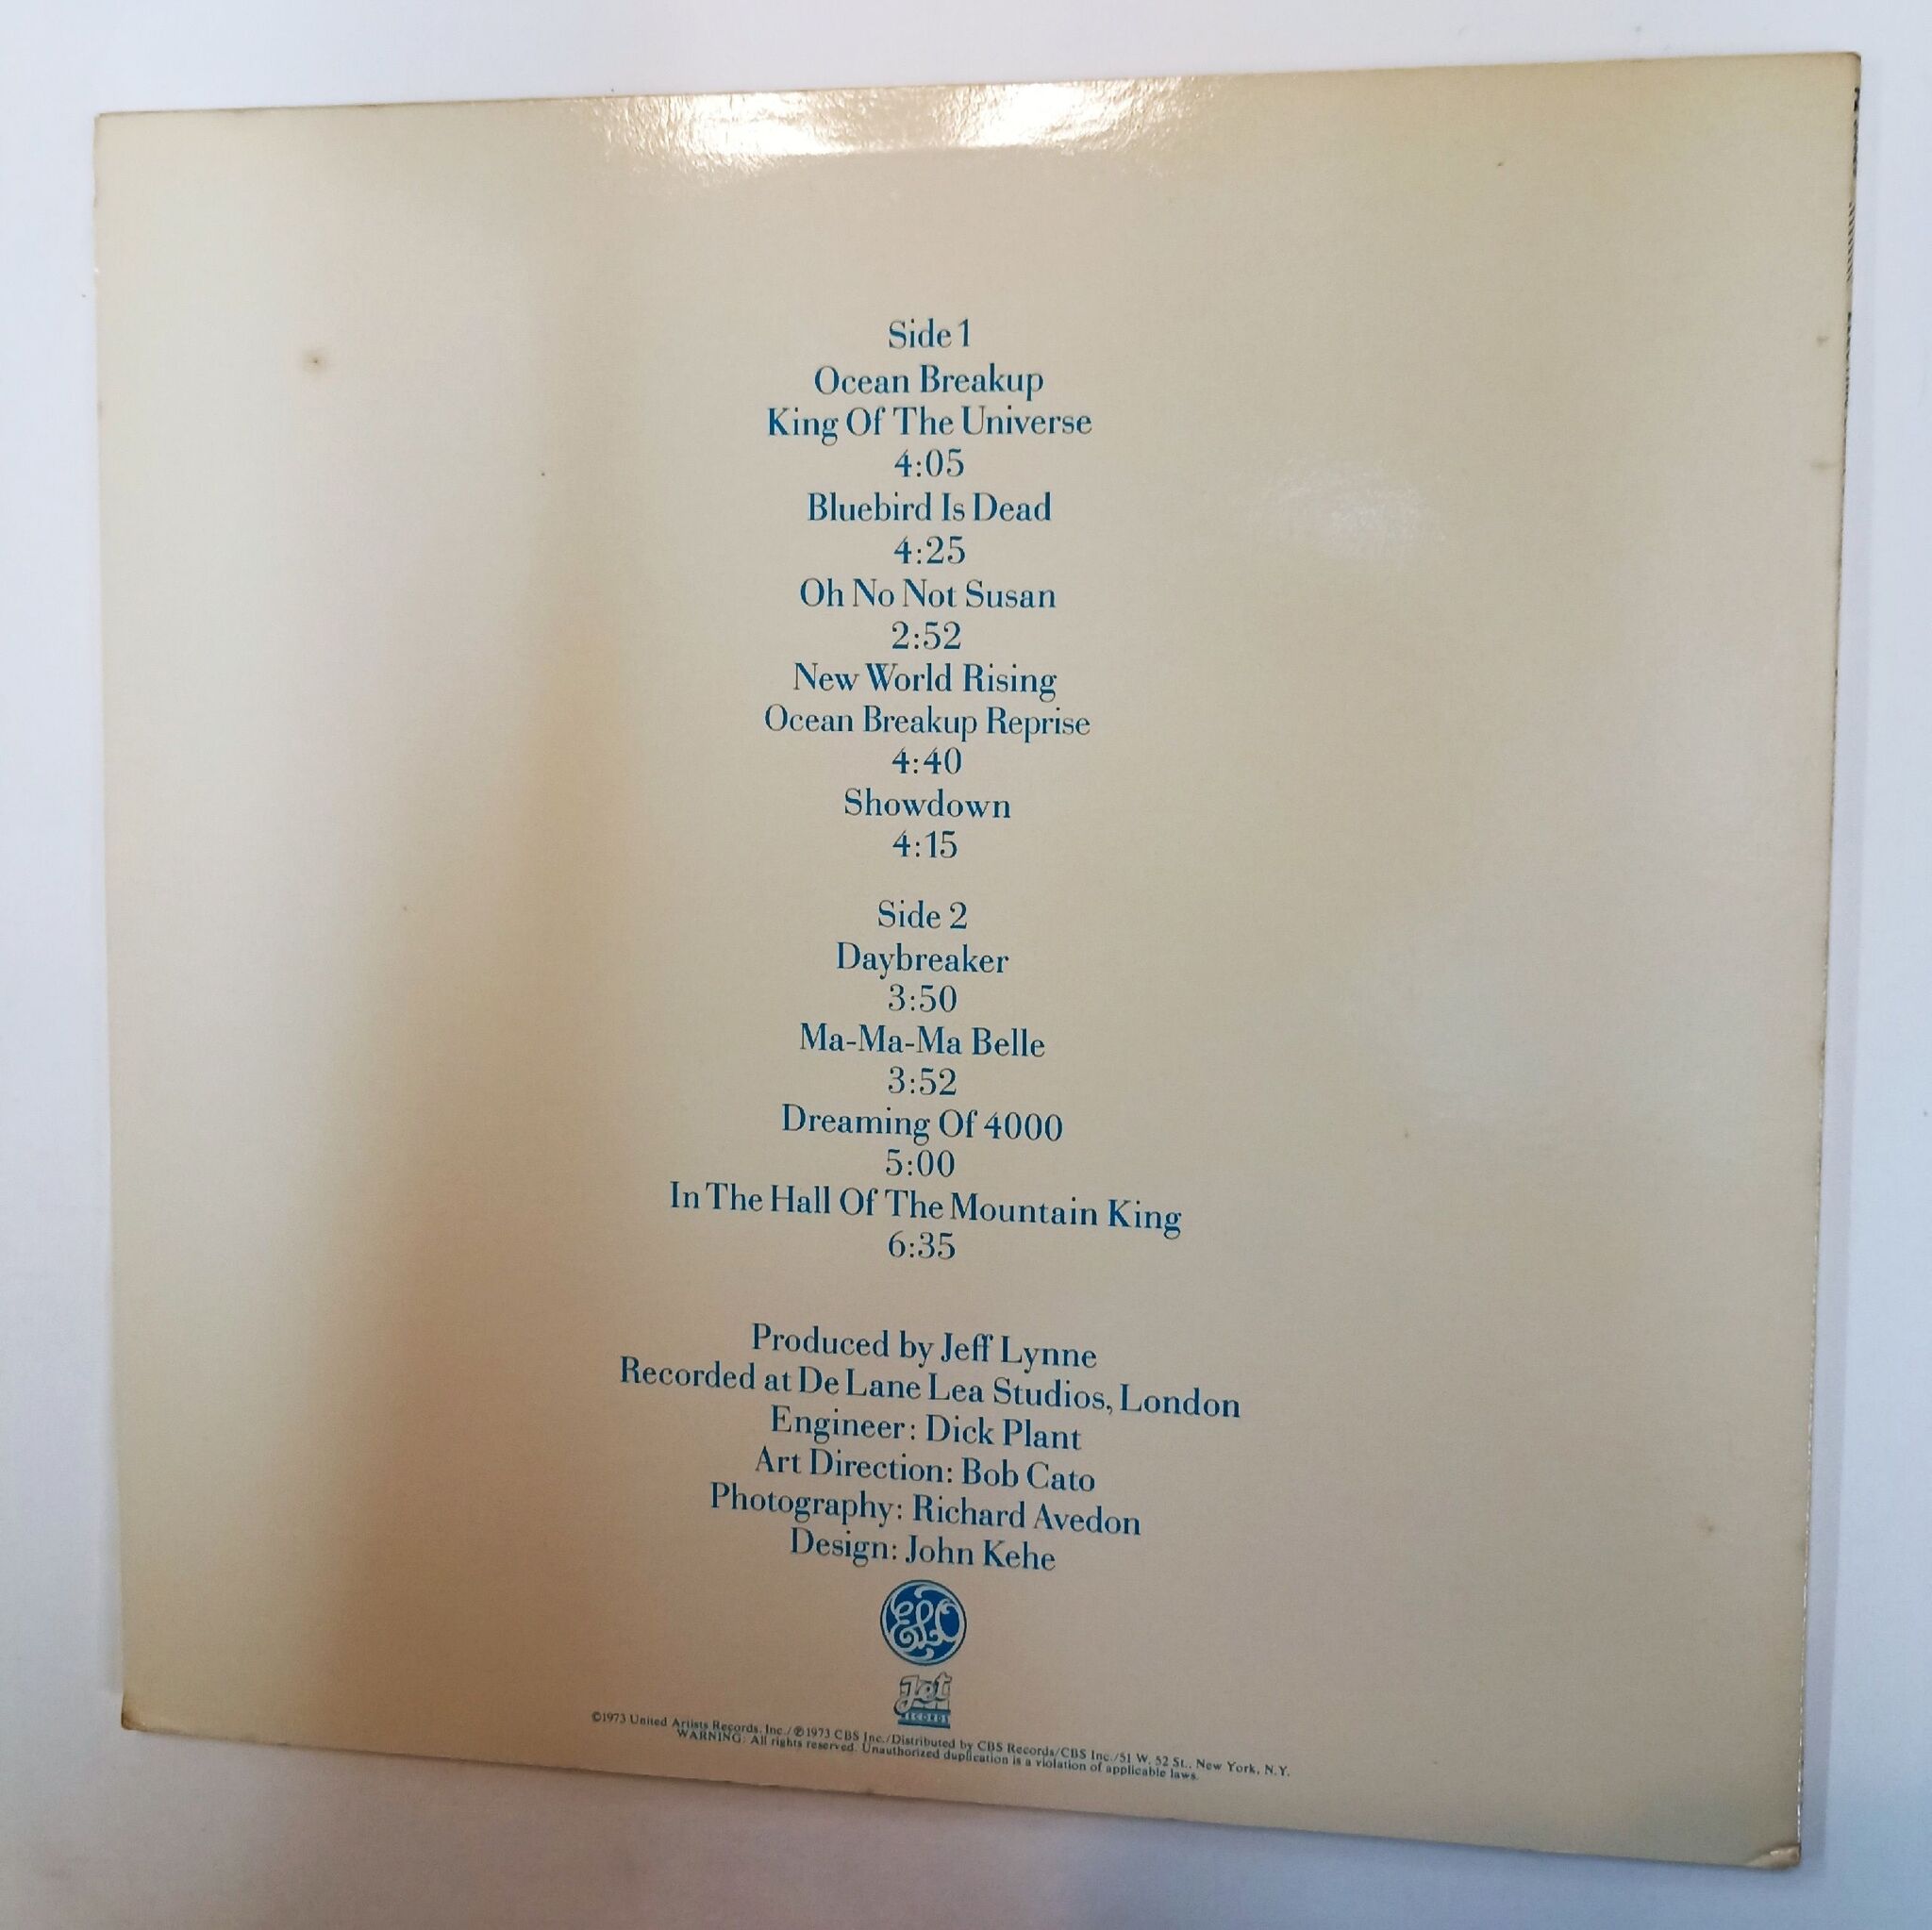 Side 1
Ocean Breakup
King Of The Universe
4:05
Bluebird Is Dead
4:25
Oh No Not Susan
2:52
New World Rising
Ocean Breakup Reprise
4:40
Showdown
4:15
Side 2
Daybreaker
3:50
Ma-Ma-Ma Belle
3:52
Dreaming Of 4000
5:00
In The Hall Of The Mountain King
6:35
Produced by Jeff Lynne
Recorded at De Lane Lea Studios, London
Engineer: Dick Plant
Art Direction: Bob Cato
Photography: Richard Avedon
Design: John Kehe
ELO
Jet
RECORDS
©1973 United Artists Records, Inc./℗1973 CBS Inc./Distributed by CBS Records/CBS Inc./51 W. 52 St., New York, N.Y.
WARNING: All rights reserved. Unauthorized duplication is a violation of applicable laws.